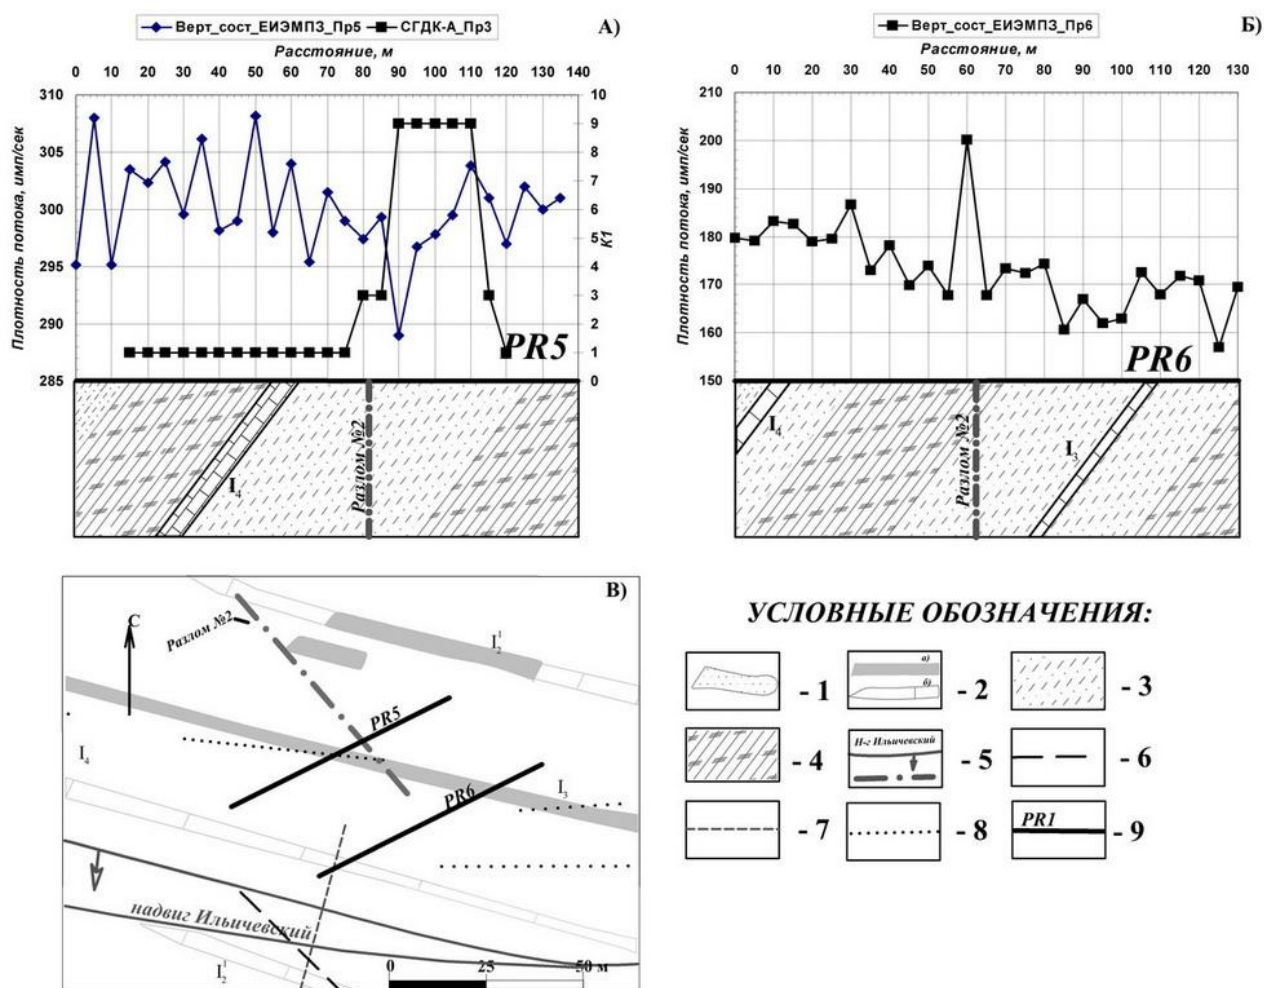 Верт_сост_ЕИЭМПЗ_Пр5 СГДК-А_Пр3
А)
Расстояние, м
0 10 20 30 40 50 60 70 80 90 100 110 120 130 140
Плотность потока, имп/сек
310
305
300
295
290
285
10
9
8
7
6
5
4
3
2
1
0
К1
PR5
I4
Разлом №2
Верт_сост_ЕИЭМПЗ_Пр6
Б)
Расстояние, м
0 10 20 30 40 50 60 70 80 90 100 110 120 130
Плотность потока, имп/сек
210
200
190
180
170
160
150
PR6
I4
Разлом №2
I3
В)
С
Разлом №2
I2¹
PR5
I4
PR6
I3
надвиг Ильичевский
I2¹
0 25 50 м
УСЛОВНЫЕ ОБОЗНАЧЕНИЯ:
- 1
а)
б)
- 2
- 3
- 4
Н-г Ильичевский
- 5
- 6
- 7
- 8
PR1
- 9